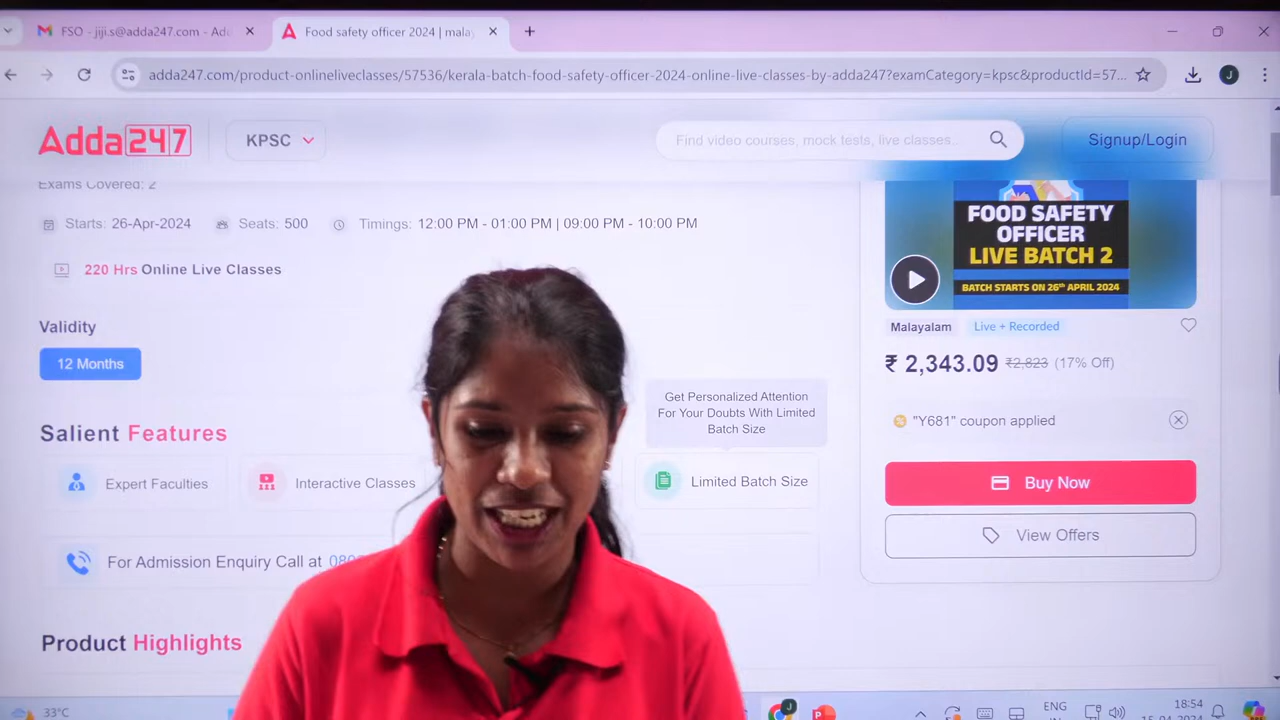 FSO - jiji.s@adda247.com - Ad
Food safety officer 2024 | mala
adda247.com/product-onlineliveclasses/57536/kerala-batch-food-safety-officer-2024-online-live-classes-by-adda247?examCategory=kpsc&productId=57...
J
Adda247
KPSC
Find video courses, mock tests, live classes...
Signup/Login
Exams Covered: 2
Starts: 26-Apr-2024
Seats: 500
Timings: 12:00 PM - 01:00 PM | 09:00 PM - 10:00 PM
220 Hrs Online Live Classes
Validity
12 Months
Salient Features
Expert Faculties
Interactive Classes
Get Personalized Attention
For Your Doubts With Limited
Batch Size
Limited Batch Size
For Admission Enquiry Call at
Product Highlights
FOOD SAFETY
OFFICER
LIVE BATCH 2
BATCH STARTS ON 26th APRIL 2024
Malayalam
Live + Recorded
₹ 2,343.09 ₹2,823 (17% Off)
"Y681" coupon applied
Buy Now
View Offers
33°C
J
ENG
18:54